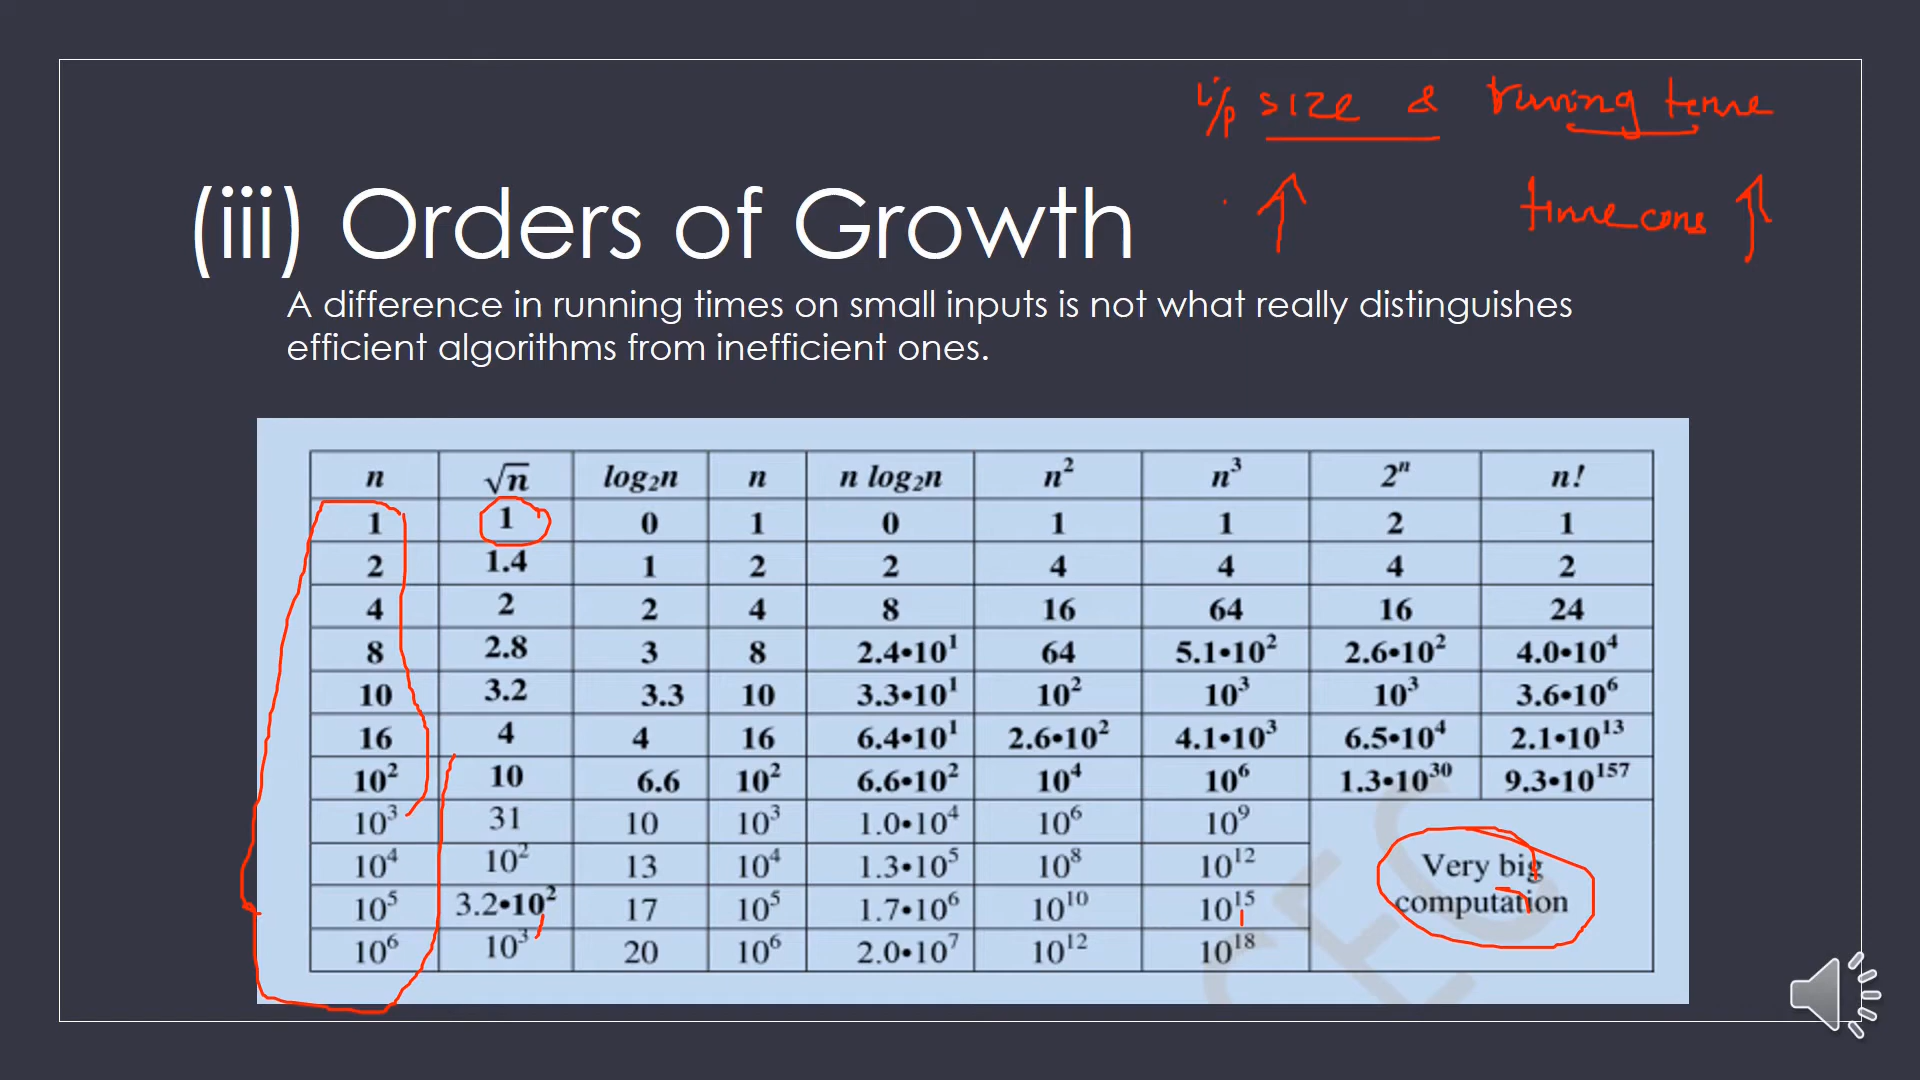 i/p size & running time
time cons
(iii) Orders of Growth
A difference in running times on small inputs is not what really distinguishes
efficient algorithms from inefficient ones.
n √n log₂n n n log₂n n² n³ 2ⁿ n!
1 1 0 1 0 1 1 2 1
2 1.4 1 2 2 4 4 4 2
4 2 2 4 8 16 64 16 24
8 2.8 3 8 2.4•10¹ 64 5.1•10² 2.6•10² 4.0•10⁴
10 3.2 3.3 10 3.3•10¹ 10² 10³ 10³ 3.6•10⁶
16 4 4 16 6.4•10¹ 2.6•10² 4.1•10³ 6.5•10⁴ 2.1•10¹³
10² 10 6.6 10² 6.6•10² 10⁴ 10⁶ 1.3•10³⁰ 9.3•10¹⁵⁷
10³ 31 10 10³ 1.0•10⁴ 10⁶ 10⁹
10⁴ 10² 13 10⁴ 1.3•10⁵ 10⁸ 10¹² Very big
10⁵ 3.2•10² 17 10⁵ 1.7•10⁶ 10¹⁰ 10¹⁵ computation
10⁶ 10³ 20 10⁶ 2.0•10⁷ 10¹² 10¹⁸